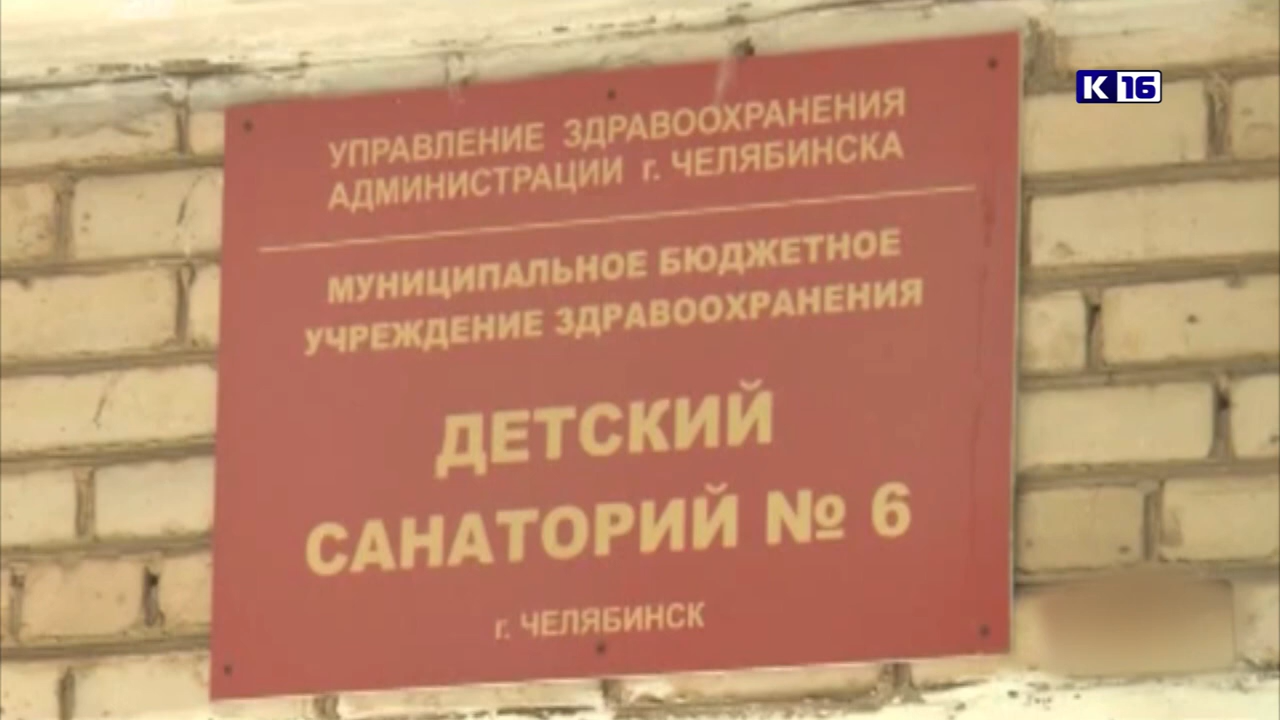 К 16
УПРАВЛЕНИЕ ЗДРАВООХРАНЕНИЯ
АДМИНИСТРАЦИИ г. ЧЕЛЯБИНСКА
МУНИЦИПАЛЬНОЕ БЮДЖЕТНОЕ
УЧРЕЖДЕНИЕ ЗДРАВООХРАНЕНИЯ
ДЕТСКИЙ
САНАТОРИЙ № 6
г. ЧЕЛЯБИНСК